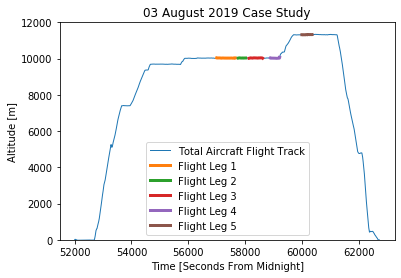 03 August 2019 Case Study
12000
10000
8000
6000
4000
2000
0
Altitude [m]
Total Aircraft Flight Track
Flight Leg 1
Flight Leg 2
Flight Leg 3
Flight Leg 4
Flight Leg 5
52000 54000 56000 58000 60000 62000
Time [Seconds From Midnight]